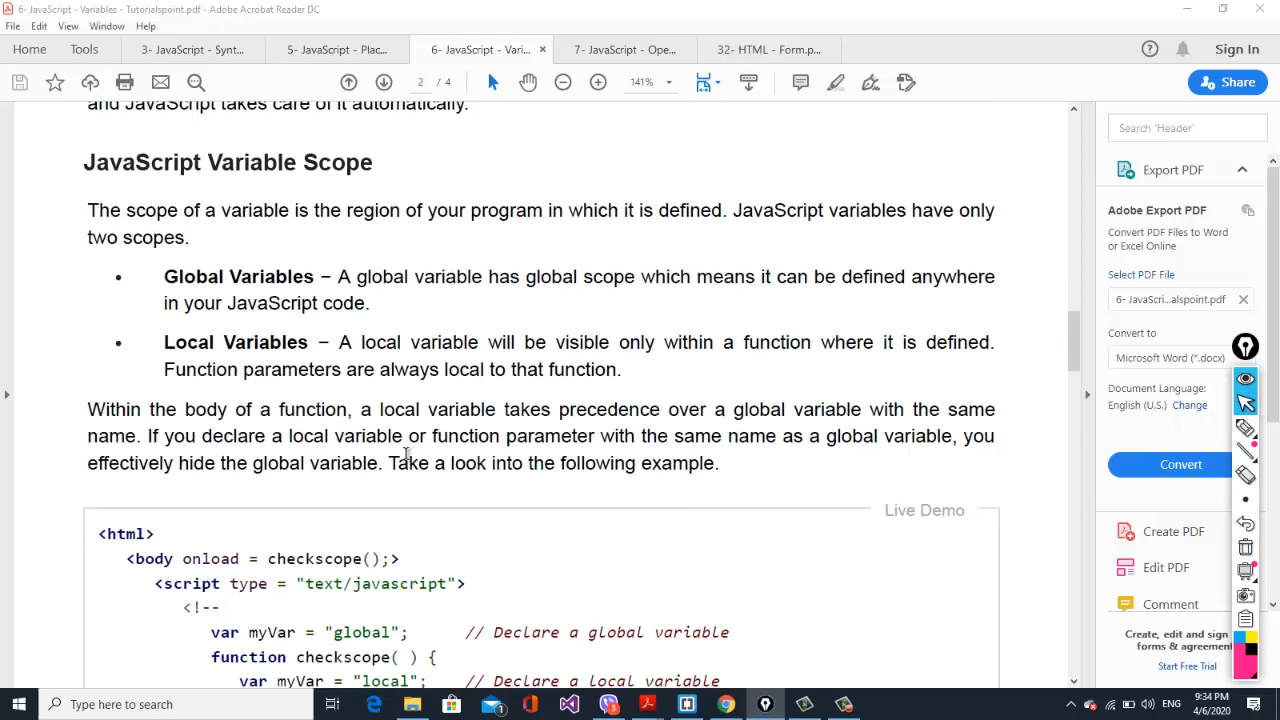 6- JavaScript - Variables - Tutorialspoint.pdf - Adobe Acrobat Reader DC
File Edit View Window Help
Home Tools 3- JavaScript - Synt... 5- JavaScript - Plac... 6- JavaScript - Vari... 7- JavaScript - Ope... 32- HTML - Form.p... Sign In
2 / 4 141% Share
and JavaScript takes care of it automatically.
JavaScript Variable Scope
The scope of a variable is the region of your program in which it is defined. JavaScript variables have only
two scopes.
• Global Variables − A global variable has global scope which means it can be defined anywhere
in your JavaScript code.
• Local Variables − A local variable will be visible only within a function where it is defined.
Function parameters are always local to that function.
Within the body of a function, a local variable takes precedence over a global variable with the same
name. If you declare a local variable or function parameter with the same name as a global variable, you
effectively hide the global variable. Take a look into the following example.
Live Demo
<html>
<body onload = checkscope();>
<script type = "text/javascript">
<!--
var myVar = "global"; // Declare a global variable
function checkscope( ) {
var myVar = "local"; // Declare a local variable
Search 'Header'
Export PDF
Adobe Export PDF
Convert PDF Files to Word
or Excel Online
Select PDF File
6- JavaScri...alspoint.pdf
Convert to
Microsoft Word (*.docx)
Document Language:
English (U.S.) Change
Convert
Create PDF
Edit PDF
Comment
Create, edit and sign
forms & agreements
Start Free Trial
Type here to search
ENG
9:34 PM
4/6/2020